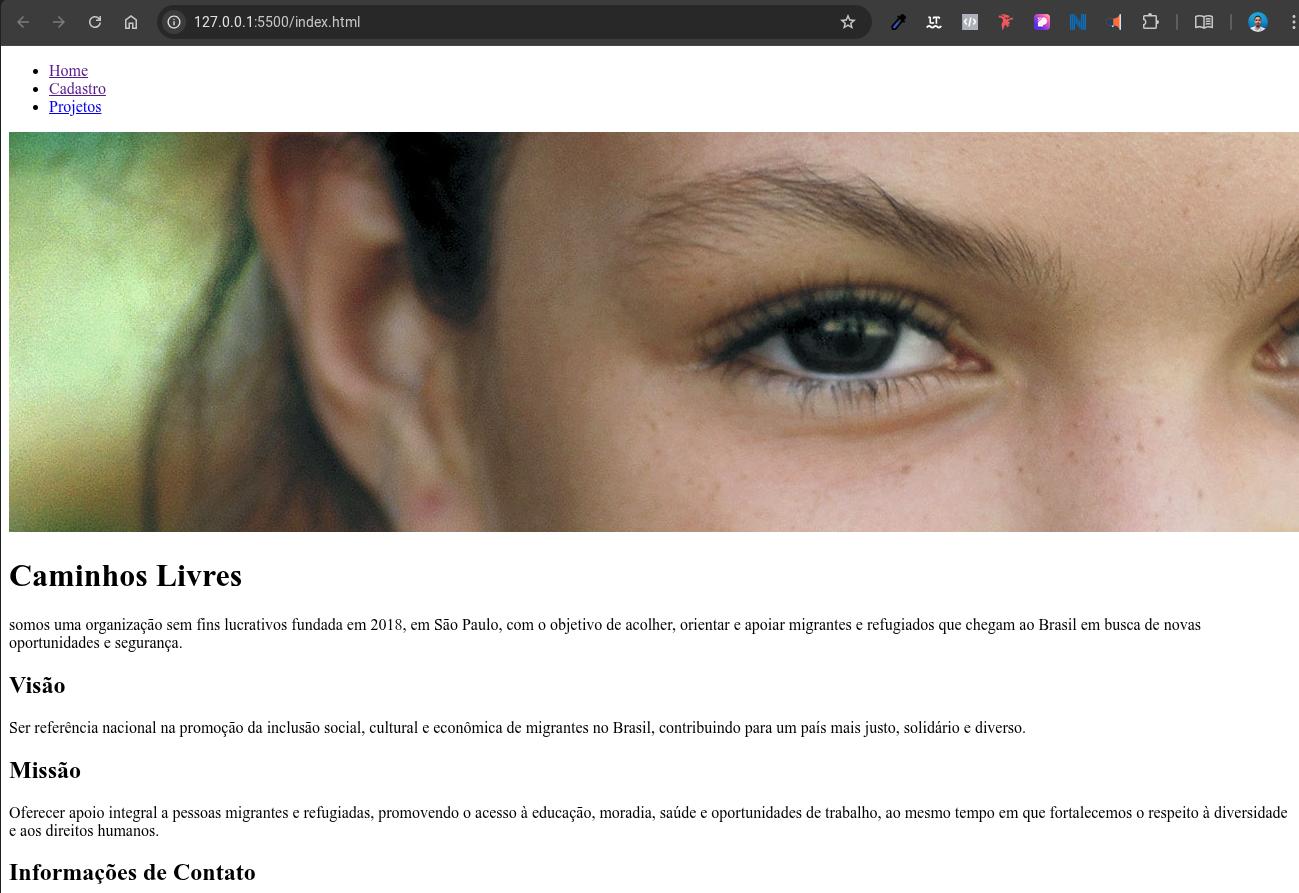 127.0.0.1:5500/index.html
Home
Cadastro
Projetos
Caminhos Livres
somos uma organização sem fins lucrativos fundada em 2018, em São Paulo, com o objetivo de acolher, orientar e apoiar migrantes e refugiados que chegam ao Brasil em busca de novas
oportunidades e segurança.
Visão
Ser referência nacional na promoção da inclusão social, cultural e econômica de migrantes no Brasil, contribuindo para um país mais justo, solidário e diverso.
Missão
Oferecer apoio integral a pessoas migrantes e refugiadas, promovendo o acesso à educação, moradia, saúde e oportunidades de trabalho, ao mesmo tempo em que fortalecemos o respeito à diversidade
e aos direitos humanos.
Informações de Contato